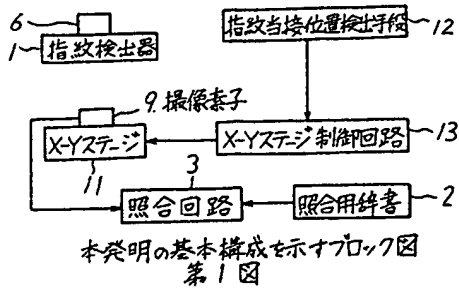 6
1 指紋検出器
指紋当接位置検出手段 12
9. 撮像素子
X-Yステージ
11
X-Yステージ制御回路 13
3
照合回路
照合用辞書 2
本発明の基本構成を示すブロック図
第1図